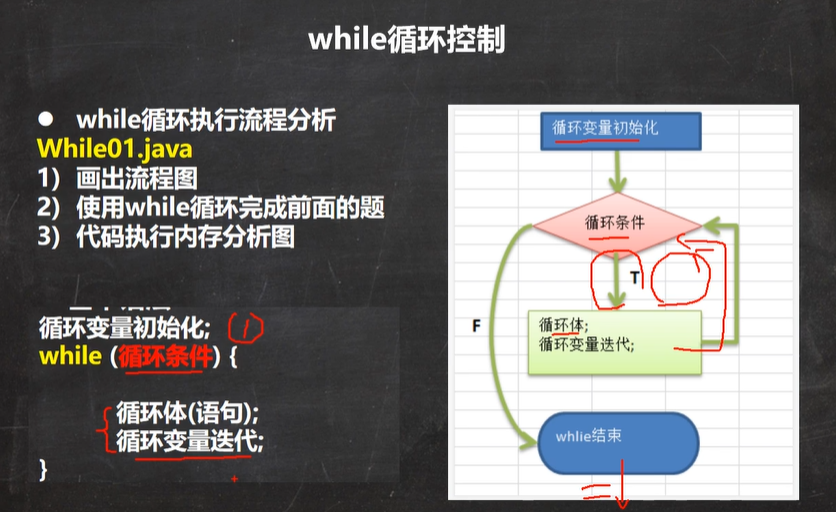 while循环控制
● while循环执行流程分析
While01.java
1）画出流程图
2）使用while循环完成前面的题
3）代码执行内存分析图
循环变量初始化; 1
while (循环条件) {
循环体(语句);
循环变量迭代;
}
循环变量初始化
循环条件
T
F
循环体;
循环变量迭代;
whlie结束